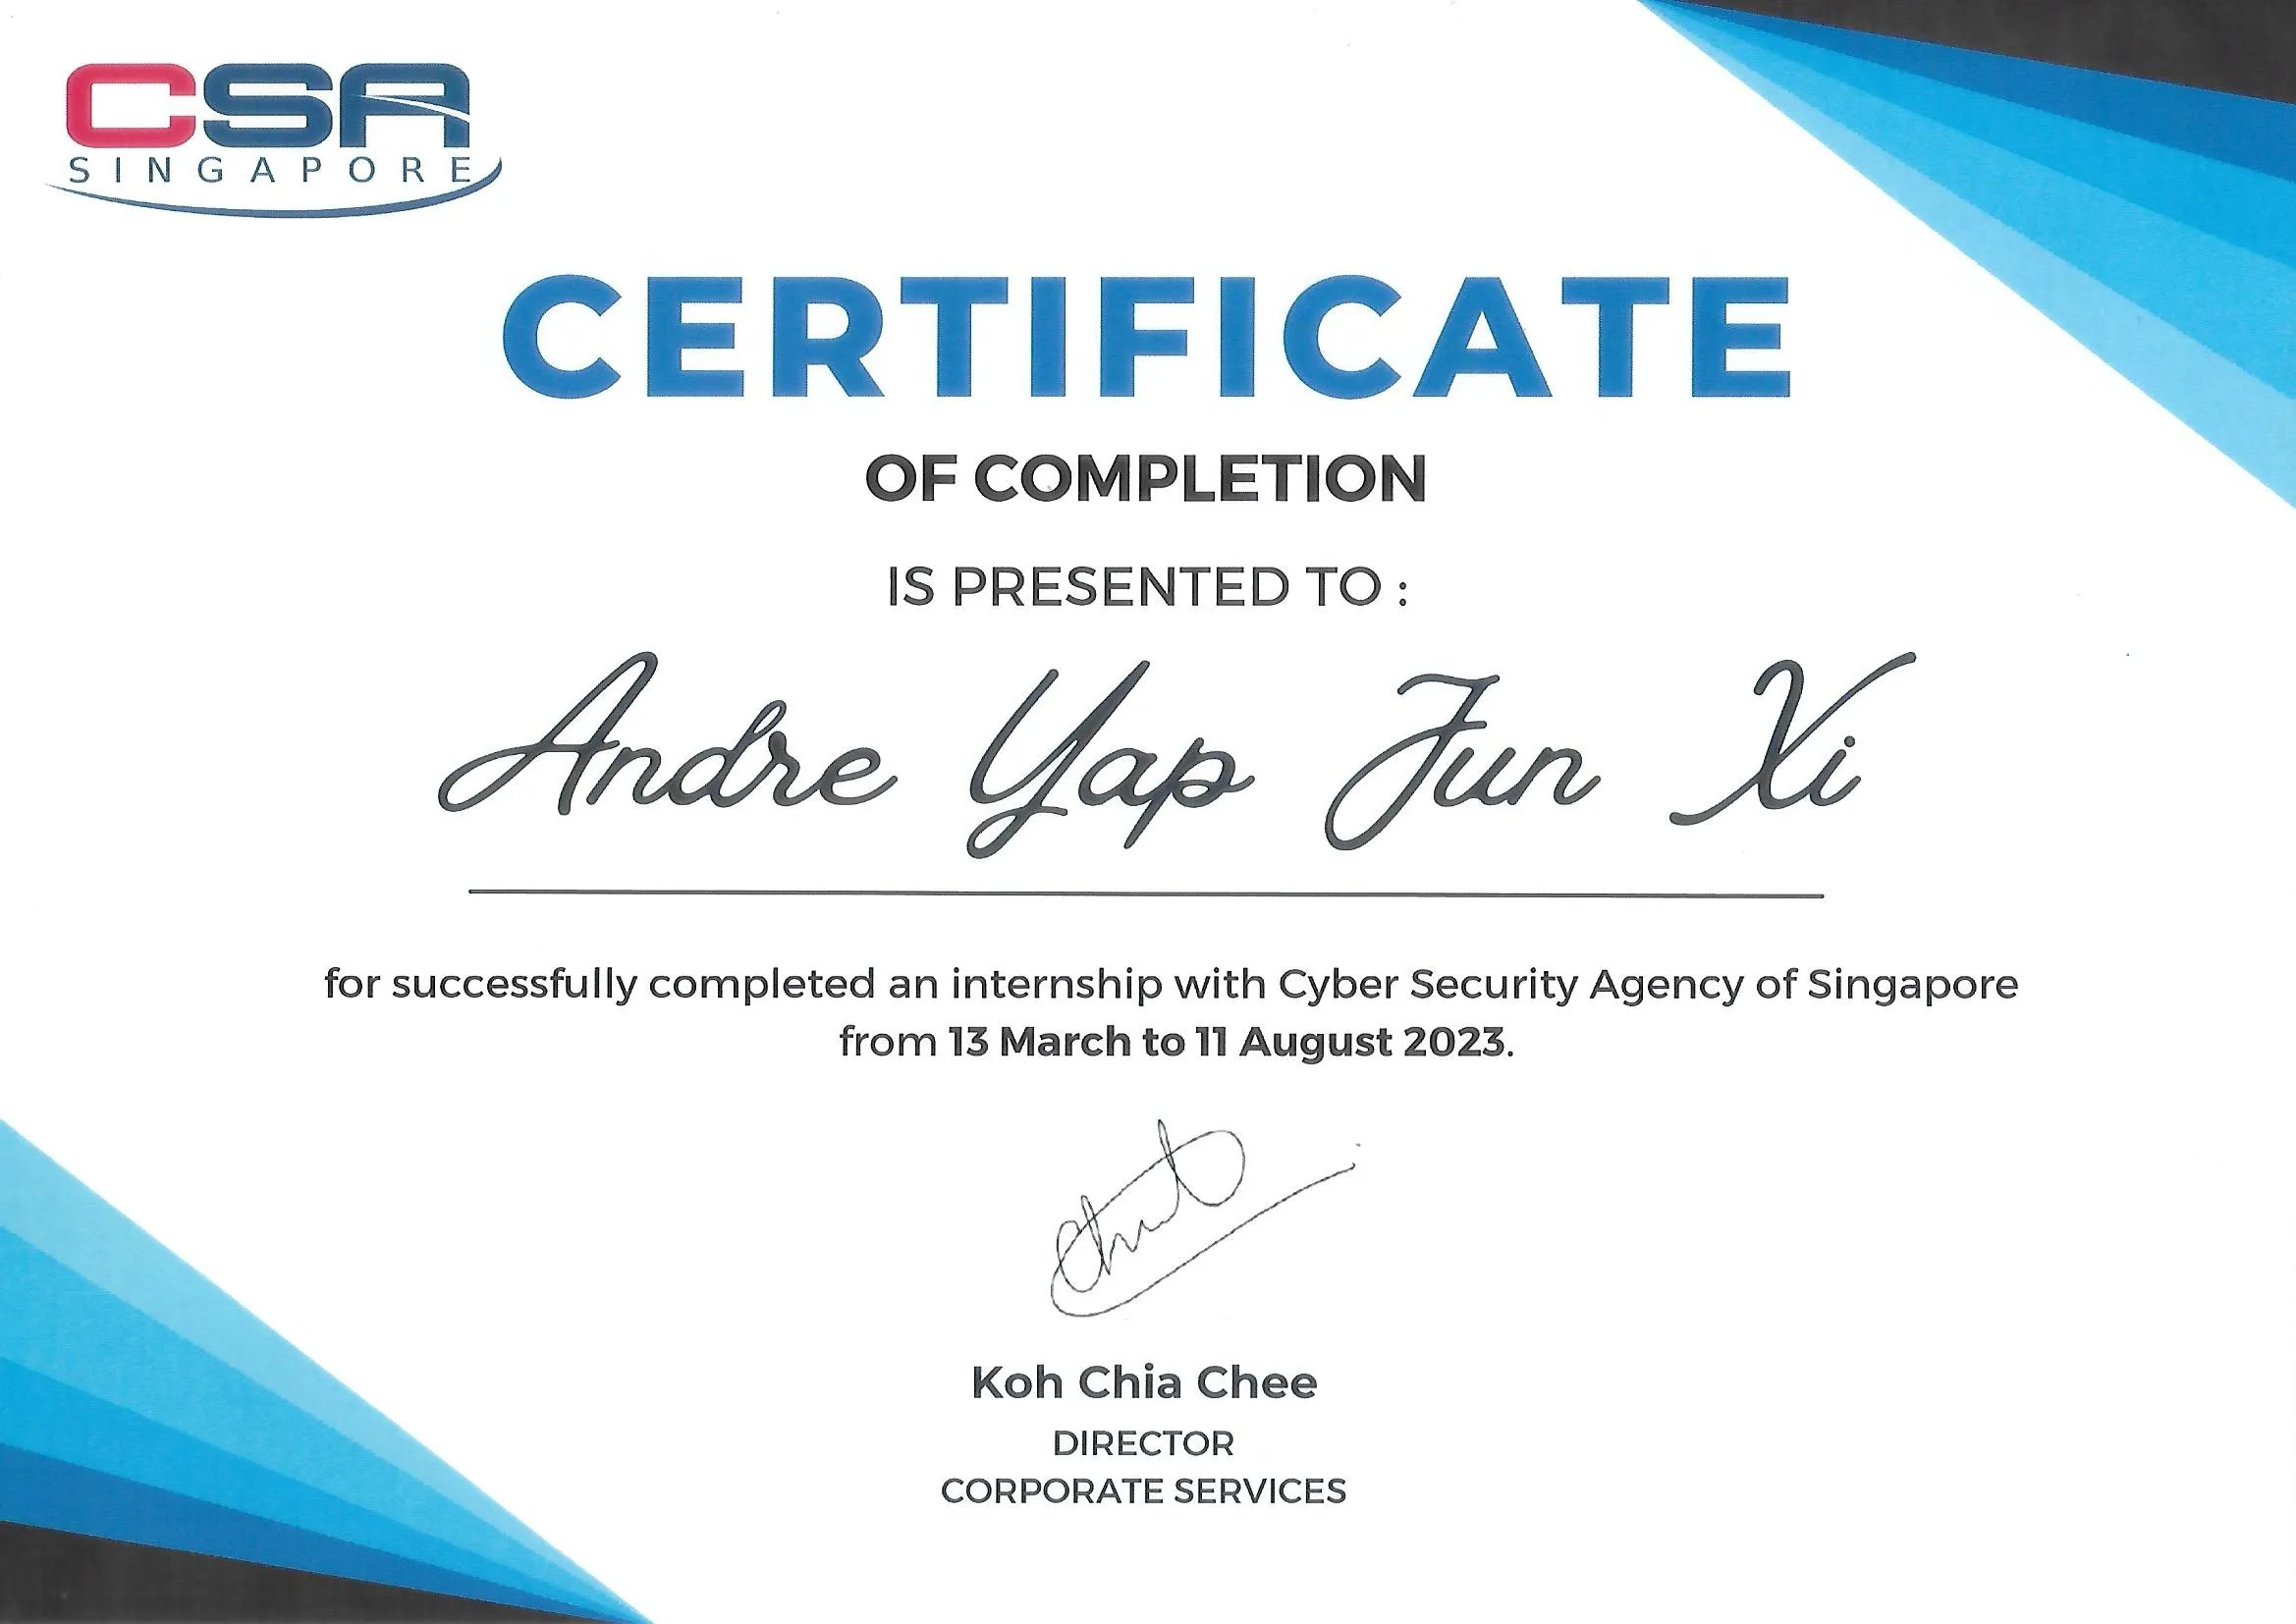 CSA
SINGAPORE
CERTIFICATE
OF COMPLETION
IS PRESENTED TO :
Andre Yap Jun Xi
for successfully completed an internship with Cyber Security Agency of Singapore
from 13 March to 11 August 2023.
Koh Chia Chee
DIRECTOR
CORPORATE SERVICES